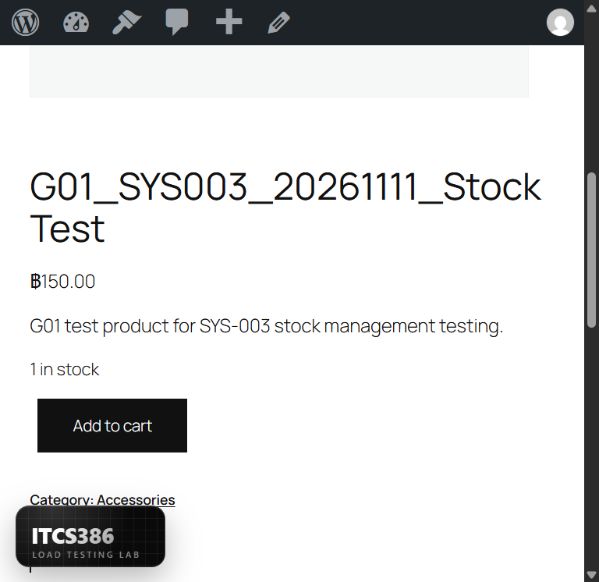 G01_SYS003_20261111_Stock
Test
฿150.00
G01 test product for SYS-003 stock management testing.
1 in stock
Add to cart
Category: Accessories
ITCS386
LOAD TESTING LAB